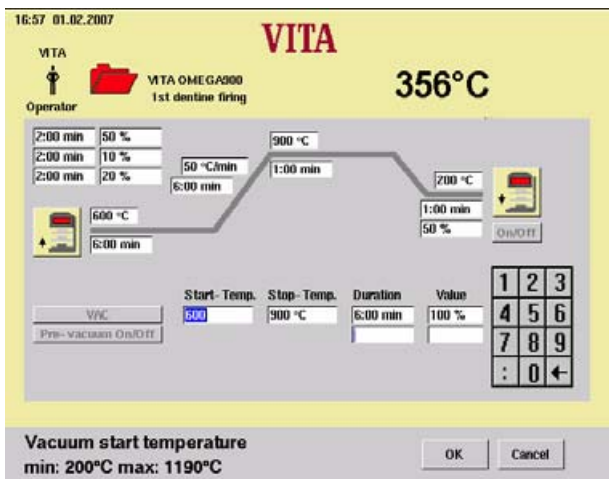 16:57 01.02.2007
VITA
VITA
VITA OMEGA900
1st dentine firing
356°C
Operator
2:00 min 50 %
2:00 min 10 %
2:00 min 20 %
50 °C/min
6:00 min
900 °C
1:00 min
600 °C
6:00 min
200 °C
1:00 min
50 %
On/Off
Start-Temp. Stop-Temp. Duration Value
VAC 600 900 °C 6:00 min 100 %
Pre-vacuum On/Off
1 2 3
4 5 6
7 8 9
: 0 ←
Vacuum start temperature
min: 200°C max: 1190°C
OK Cancel